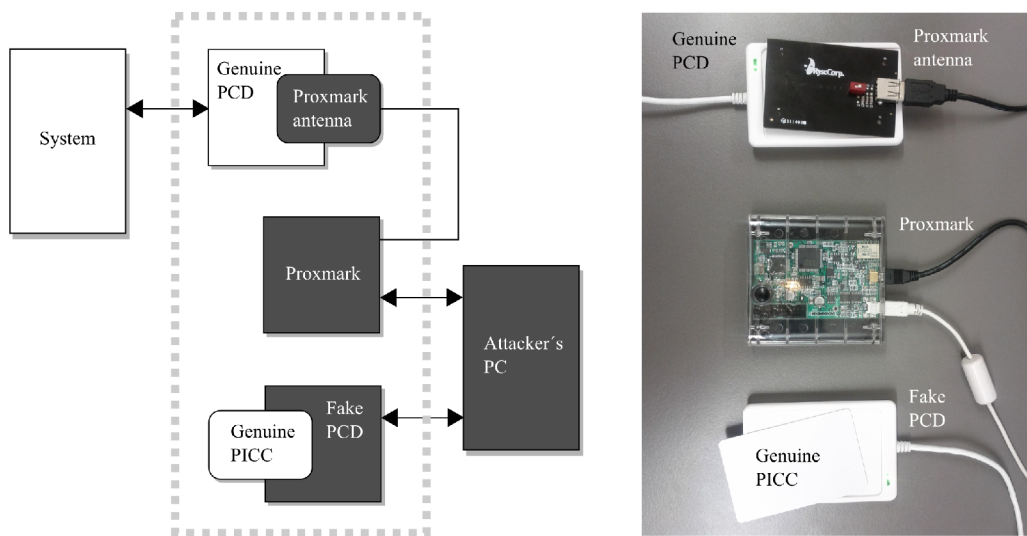 System
Genuine
PCD
Proxmark
antenna
Proxmark
Attacker´s
PC
Fake
PCD
Genuine
PICC
Genuine
PCD
Proxmark
antenna
RyscCorp.
Proxmark
Fake
PCD
Genuine
PICC